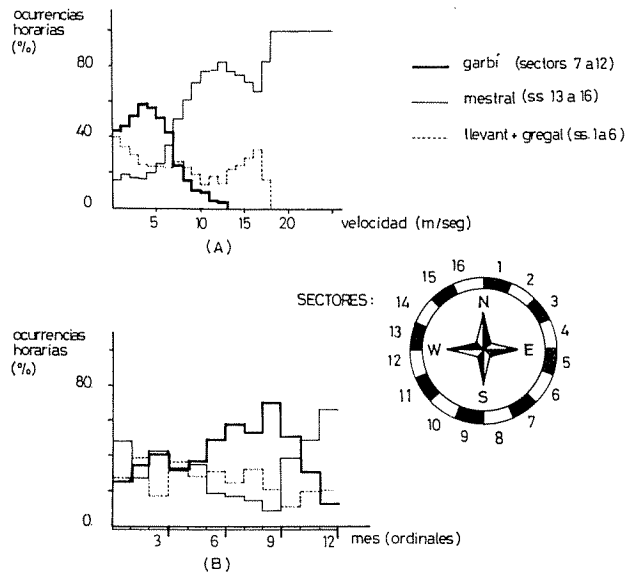 ocurrencias
horarias
(%)
80
40
0
5
10
15
20
velocidad (m/seg)
(A)
garbí (sectors 7 a 12)
mestral (ss 13 a 16)
llevant + gregal (ss. 1 a 6)
SECTORES:
1
2
3
4
5
6
7
8
9
10
11
12
13
14
15
16
N
E
S
W
ocurrencias
horarias
(%)
80
0.
3
6
9
12
mes (ordinales)
(B)